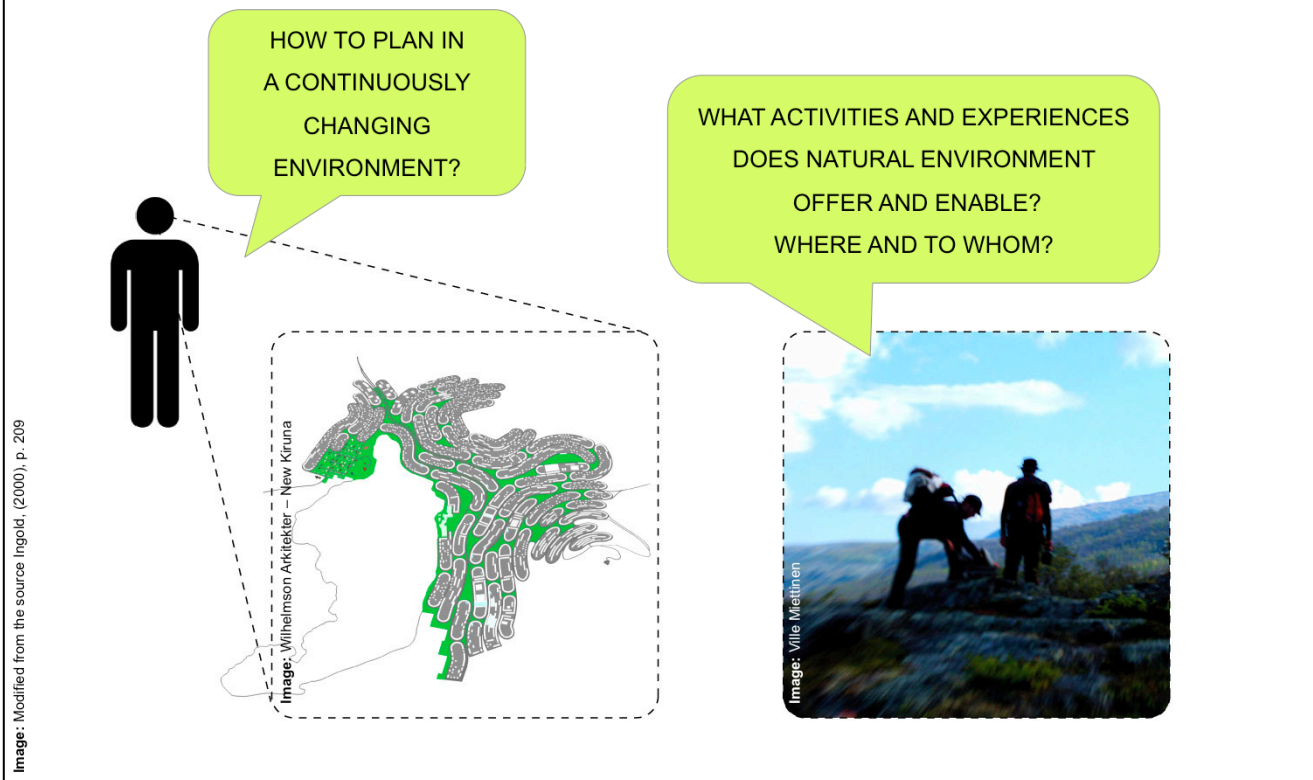 HOW TO PLAN IN
A CONTINUOUSLY
CHANGING
ENVIRONMENT?
WHAT ACTIVITIES AND EXPERIENCES
DOES NATURAL ENVIRONMENT
OFFER AND ENABLE?
WHERE AND TO WHOM?
Image: Wilhelmson Arkitekter – New Kiruna
Image: Ville Miettinen
Image: Modified from the source Ingold, (2000), p. 209